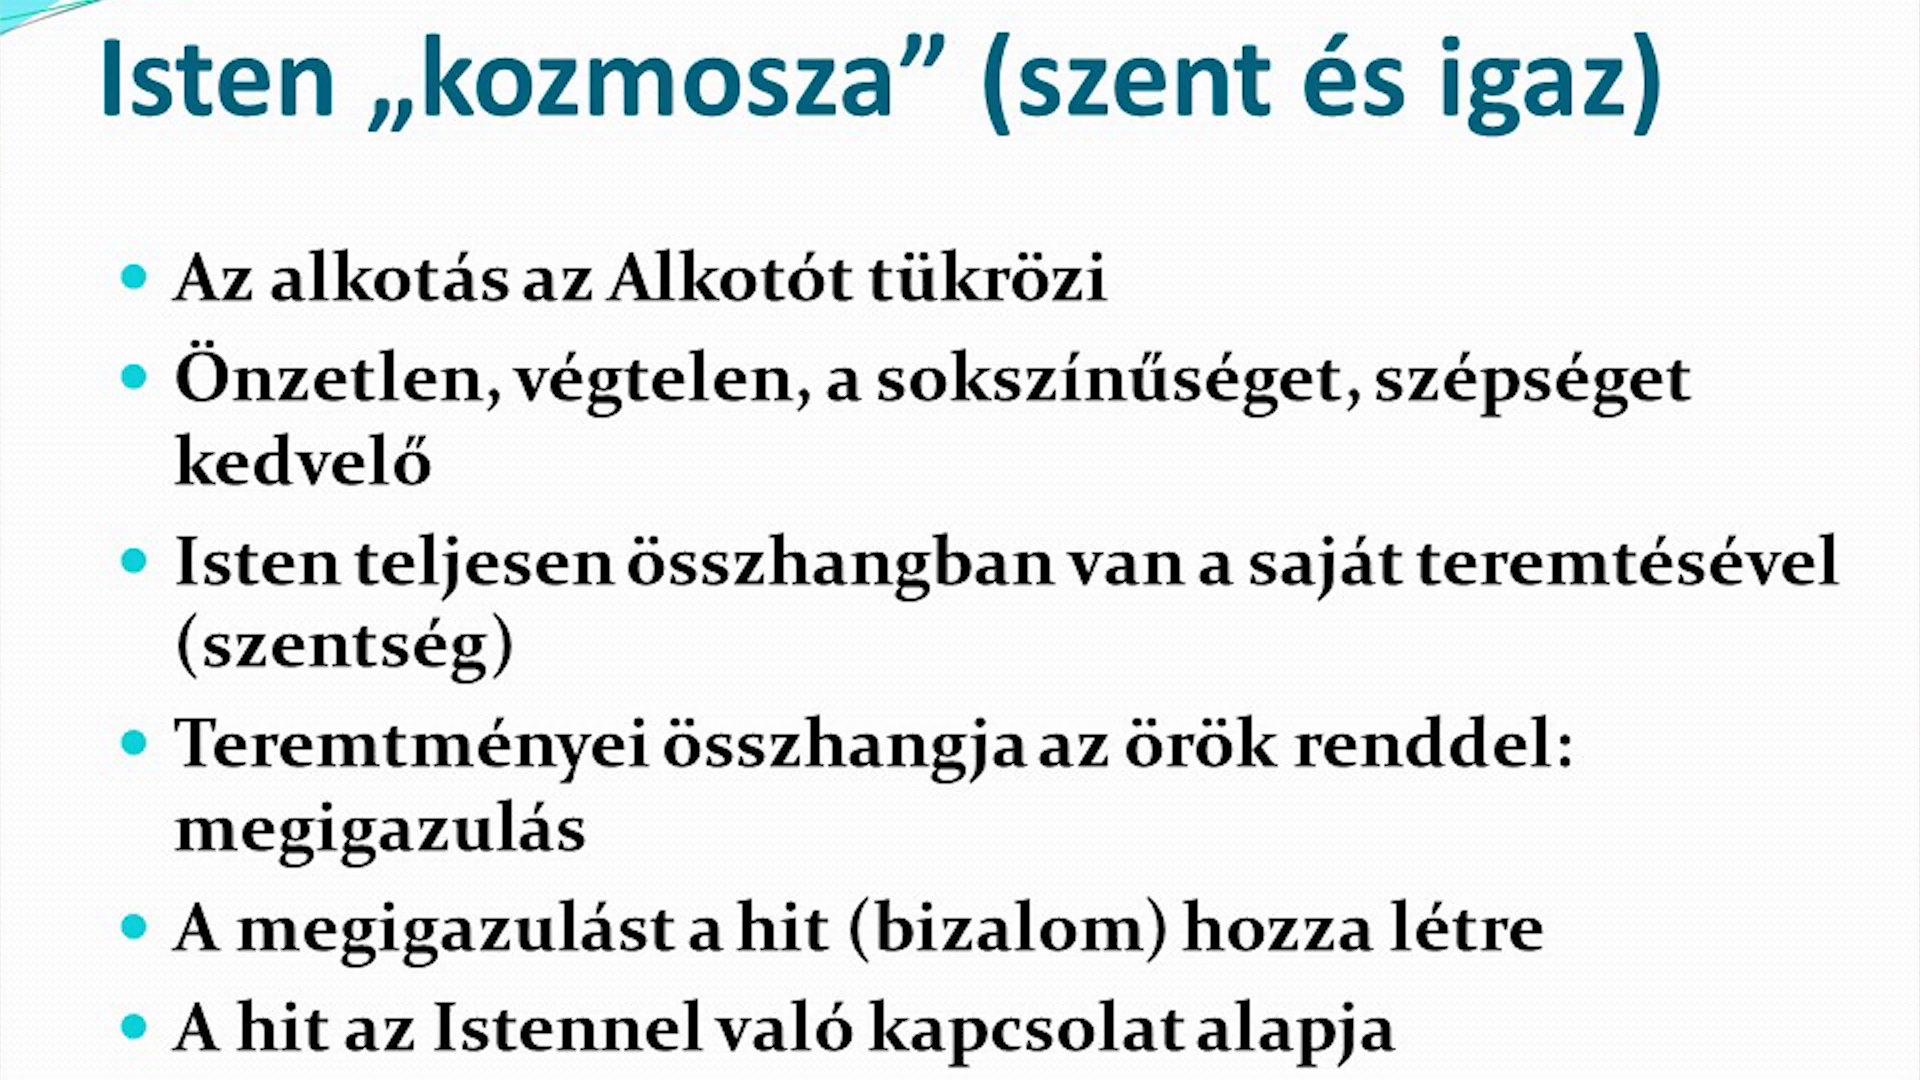 Isten „kozmosza” (szent és igaz)
Az alkotás az Alkotót tükrözi
Önzetlen, végtelen, a sokszínűséget, szépséget
kedvelő
Isten teljesen összhangban van a saját teremtésével
(szentség)
Teremtményei összhangja az örök renddel:
megigazulás
A megigazulást a hit (bizalom) hozza létre
A hit az Istennel való kapcsolat alapja